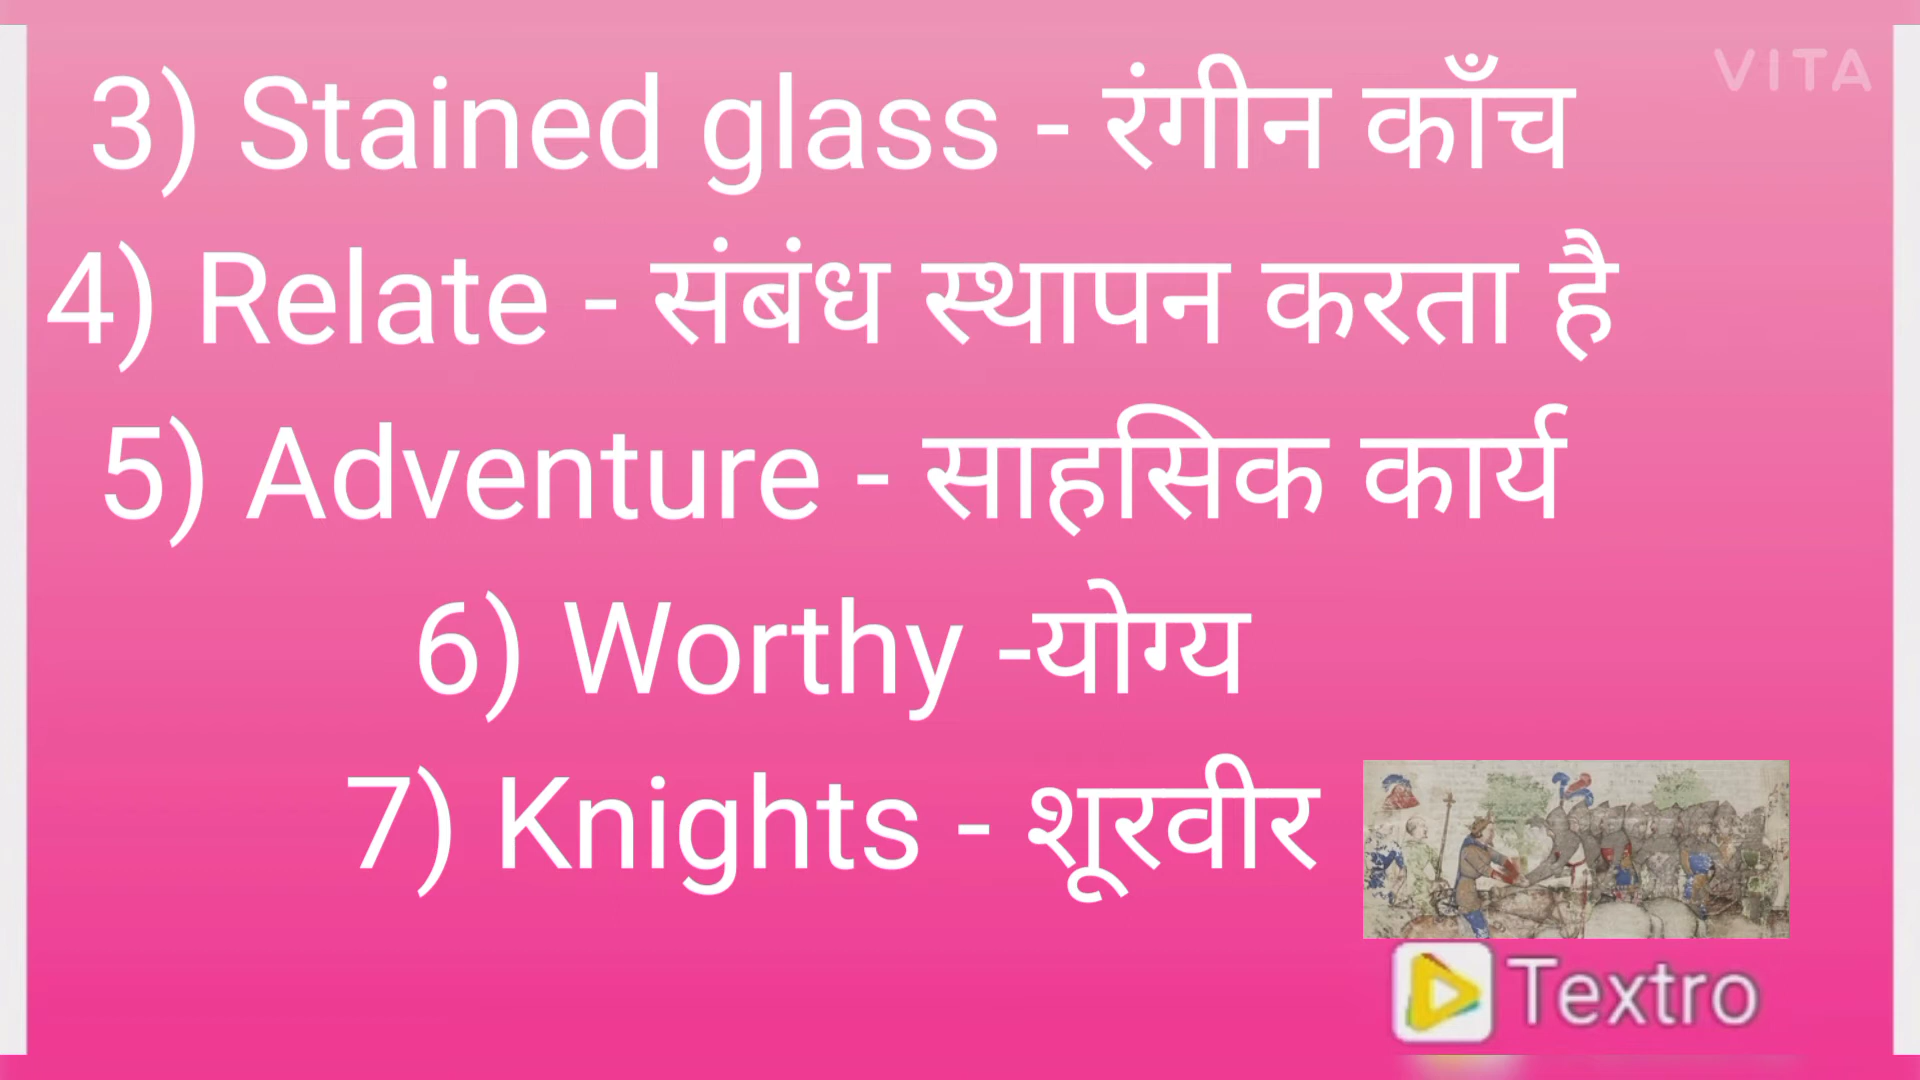 VITA
3) Stained glass - रंगीन काँच
4) Relate - संबंध स्थापन करता है
5) Adventure - साहसिक कार्य
6) Worthy -योग्य
7) Knights - शूरवीर
Textro